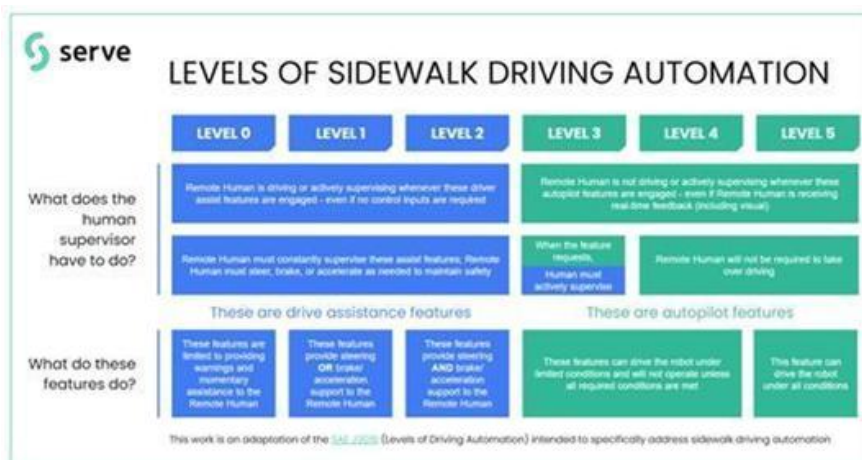 serve
LEVELS OF SIDEWALK DRIVING AUTOMATION
LEVEL 0
LEVEL 1
LEVEL 2
LEVEL 3
LEVEL 4
LEVEL 5
What does the
human
supervisor
have to do?
Remote Human is driving or actively supervising whenever these driver
assist features are engaged - even if no control inputs are required
Remote Human is not driving or actively supervising whenever these
autopilot features are engaged - even if Remote Human is receiving
real-time feedback (including visual)
Remote Human must constantly supervise these assist features; Remote
Human must steer, brake, or accelerate as needed to maintain safety
When the feature
requests,
Human must
actively supervise
Remote Human will not be required to take
over driving
These are drive assistance features
These are autopilot features
What do these
features do?
These features are
limited to providing
warnings and
momentary
assistance to the
Remote Human
These features
provide steering
OR brake/
acceleration
support to the
Remote Human
These features
provide steering
AND brake/
acceleration
support to the
Remote Human
These features can drive the robot under
limited conditions and will not operate unless
all required conditions are met
This feature can
drive the robot
under all conditions
This work is an adaptation of the SAE J3016 (Levels of Driving Automation) intended to specifically address sidewalk driving automation